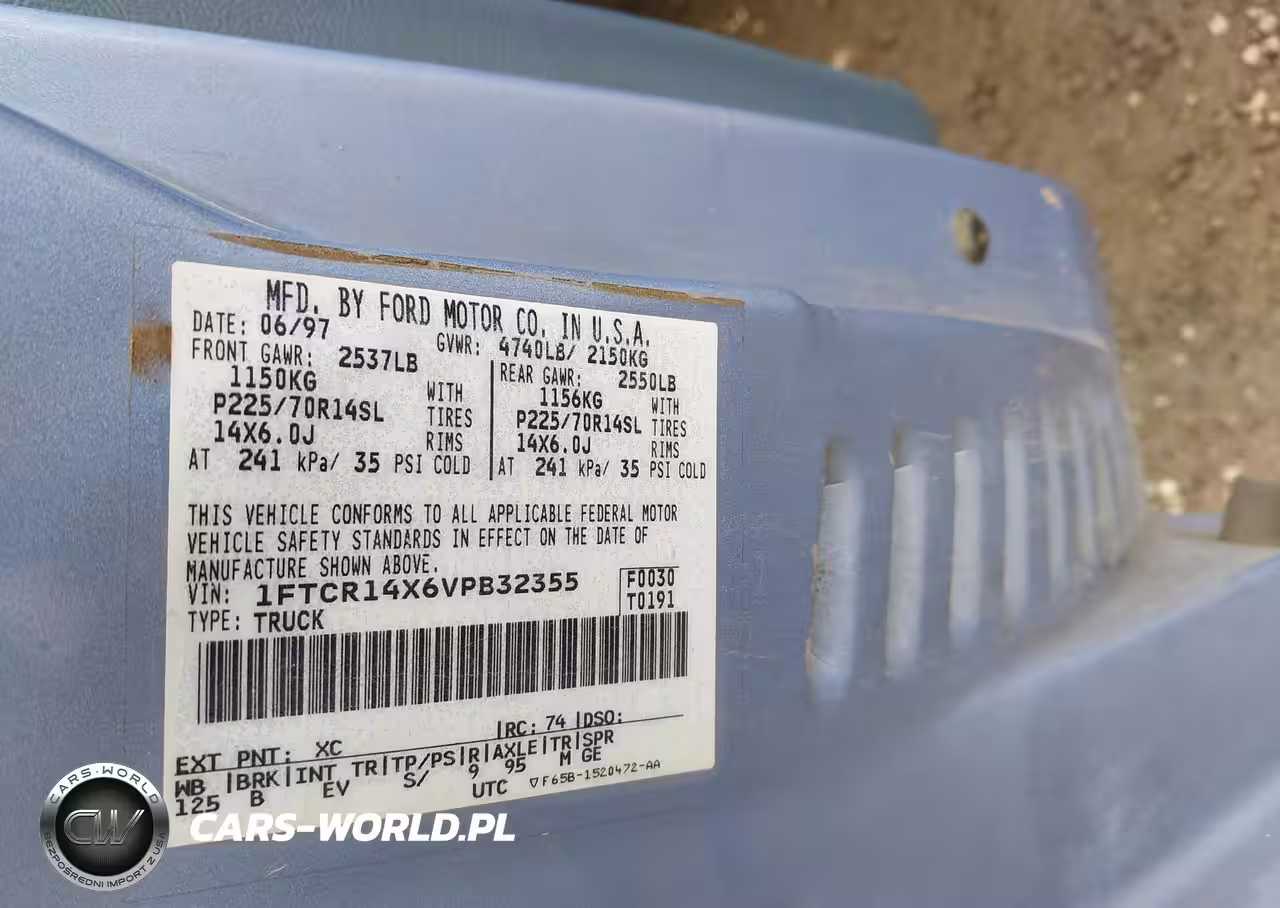 MFD. BY FORD MOTOR CO. IN U.S.A.
DATE: 06/97 GVWR: 4740LB/ 2150KG
FRONT GAWR: 2537LB REAR GAWR: 2550LB
1150KG WITH 1156KG WITH
P225/70R14SL TIRES P225/70R14SL TIRES
14X6.0J RIMS 14X6.0J RIMS
AT 241 kPa/ 35 PSI COLD AT 241 kPa/ 35 PSI COLD
THIS VEHICLE CONFORMS TO ALL APPLICABLE FEDERAL MOTOR
VEHICLE SAFETY STANDARDS IN EFFECT ON THE DATE OF
MANUFACTURE SHOWN ABOVE.
VIN: 1FTCR14X6VPB32355 F0030
TYPE: TRUCK T0191
EXT PNT: XC |RC: 74 |DSO:
WB |BRK|INT TR|TP/PS|R|AXLE|TR|SPR
125 B EV S/ 9 95 M GE
UTC ▽F65B-1520472-AA
CARS-WORLD
CW
BEZPOŚREDNI IMPORT Z USA
CARS-WORLD.PL